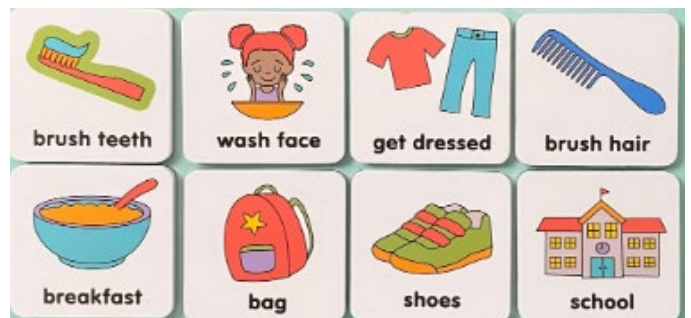 brush teeth
wash face
get dressed
brush hair
breakfast
bag
shoes
school